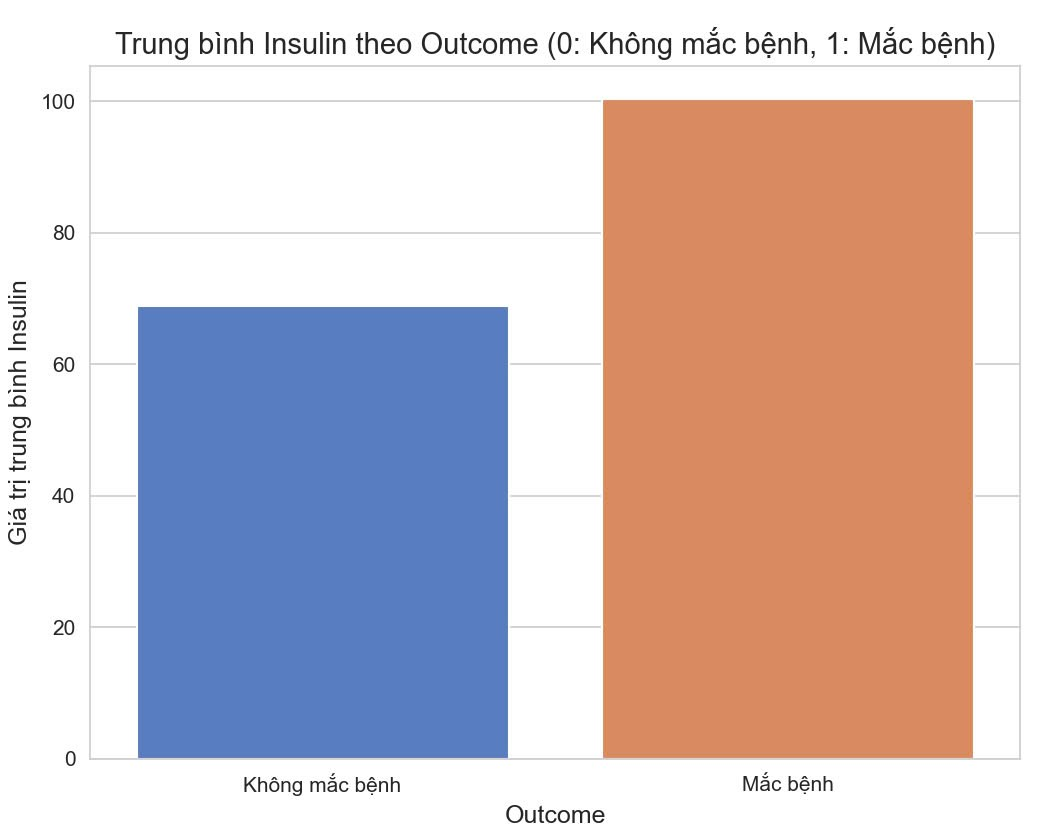 Trung bình Insulin theo Outcome (0: Không mắc bệnh, 1: Mắc bệnh)
Giá trị trung bình Insulin
100
80
60
40
20
0
Không mắc bệnh
Mắc bệnh
Outcome